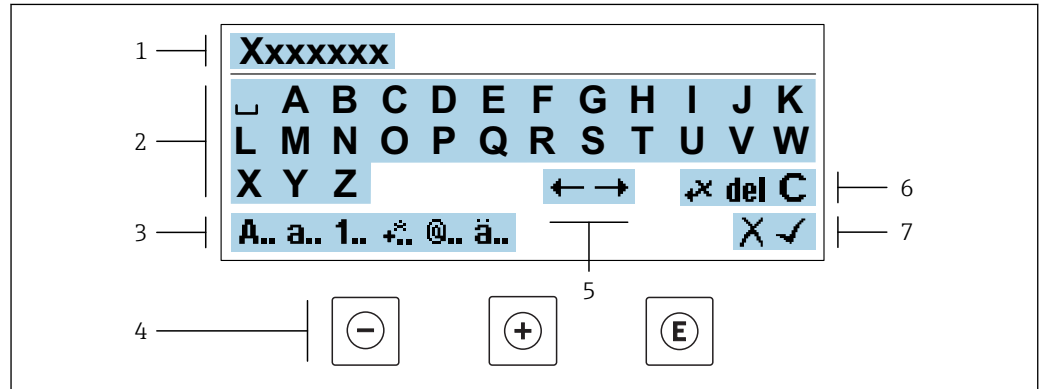 1 Xxxxxxx
␣ A B C D E F G H I J K
2 L M N O P Q R S T U V W
X Y Z ← → ↵x del C 6
3 A.. a.. 1.. +×.. @.. ä.. X ✓ 7
5
4 − + E